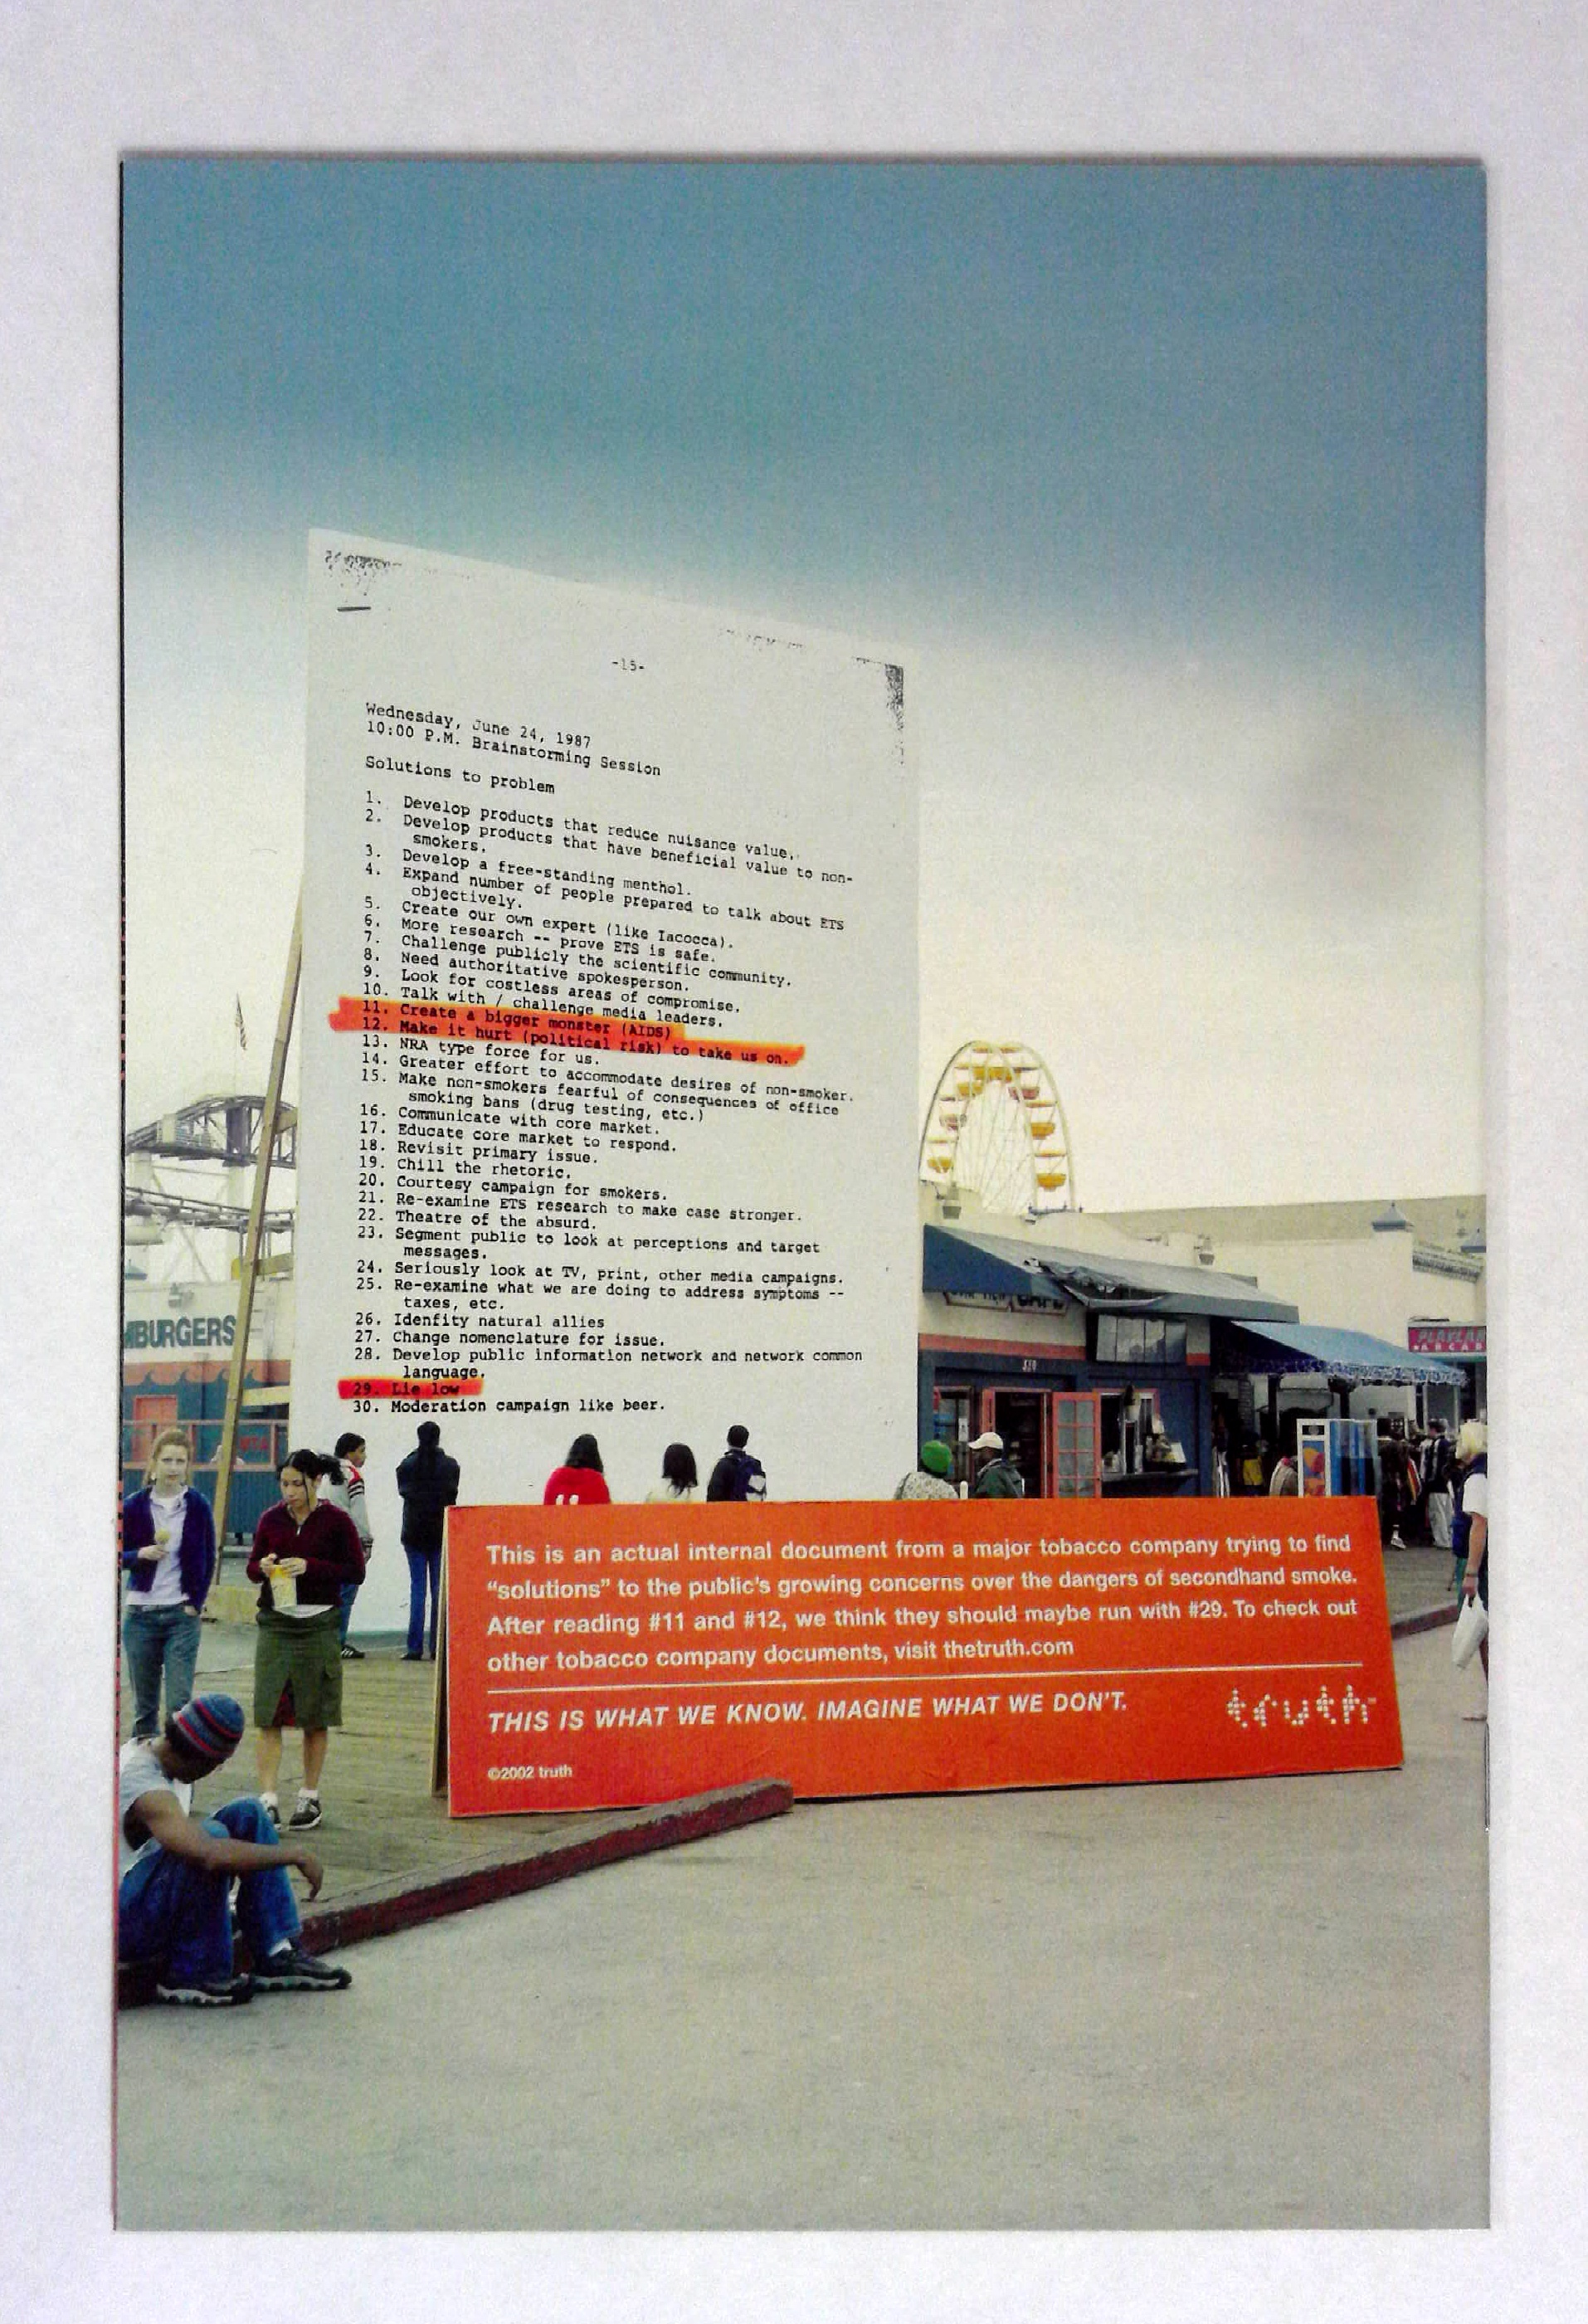 -15-
Wednesday, June 24, 1987
10:00 P.M. Brainstorming Session
Solutions to problem
1. Develop products that reduce nuisance value.
2. Develop products that have beneficial value to non-
smokers.
3. Develop a free-standing menthol.
4. Expand number of people prepared to talk about ETS
objectively.
5. Create our own expert (like Iacocca).
6. More research -- prove ETS is safe.
7. Challenge publicly the scientific community.
8. Need authoritative spokesperson.
9. Look for costless areas of compromise.
10. Talk with / challenge media leaders.
11. Create a bigger monster (AIDS)
12. Make it hurt (political risk) to take us on.
13. NRA type force for us.
14. Greater effort to accommodate desires of non-smoker.
15. Make non-smokers fearful of consequences of office
smoking bans (drug testing, etc.)
16. Communicate with core market.
17. Educate core market to respond.
18. Revisit primary issue.
19. Chill the rhetoric.
20. Courtesy campaign for smokers.
21. Re-examine ETS research to make case stronger.
22. Theatre of the absurd.
23. Segment public to look at perceptions and target
messages.
24. Seriously look at TV, print, other media campaigns.
25. Re-examine what we are doing to address symptoms --
taxes, etc.
26. Idenfity natural allies
27. Change nomenclature for issue.
28. Develop public information network and network common
language.
29. Lie low
30. Moderation campaign like beer.
MBURGERS
PLAYLAN
ARCAD
This is an actual internal document from a major tobacco company trying to find
“solutions” to the public's growing concerns over the dangers of secondhand smoke.
After reading #11 and #12, we think they should maybe run with #29. To check out
other tobacco company documents, visit thetruth.com
THIS IS WHAT WE KNOW. IMAGINE WHAT WE DON'T.
truth™
©2002 truth